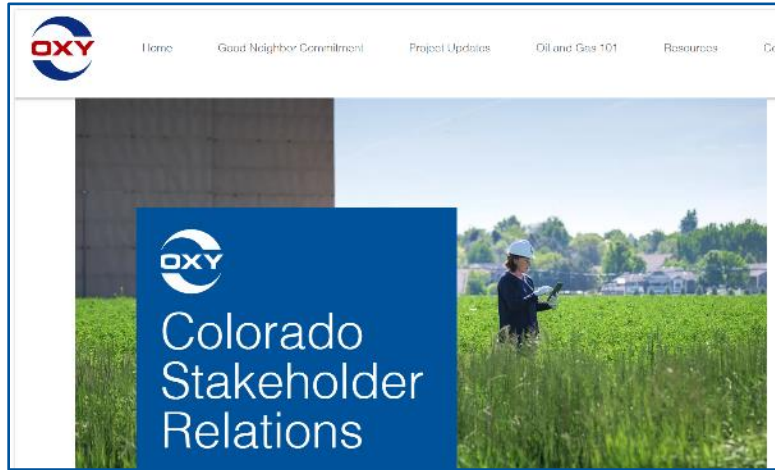 OXY
Home Good Neighbor Commitment Project Updates Oil and Gas 101 Resources
OXY
Colorado
Stakeholder
Relations